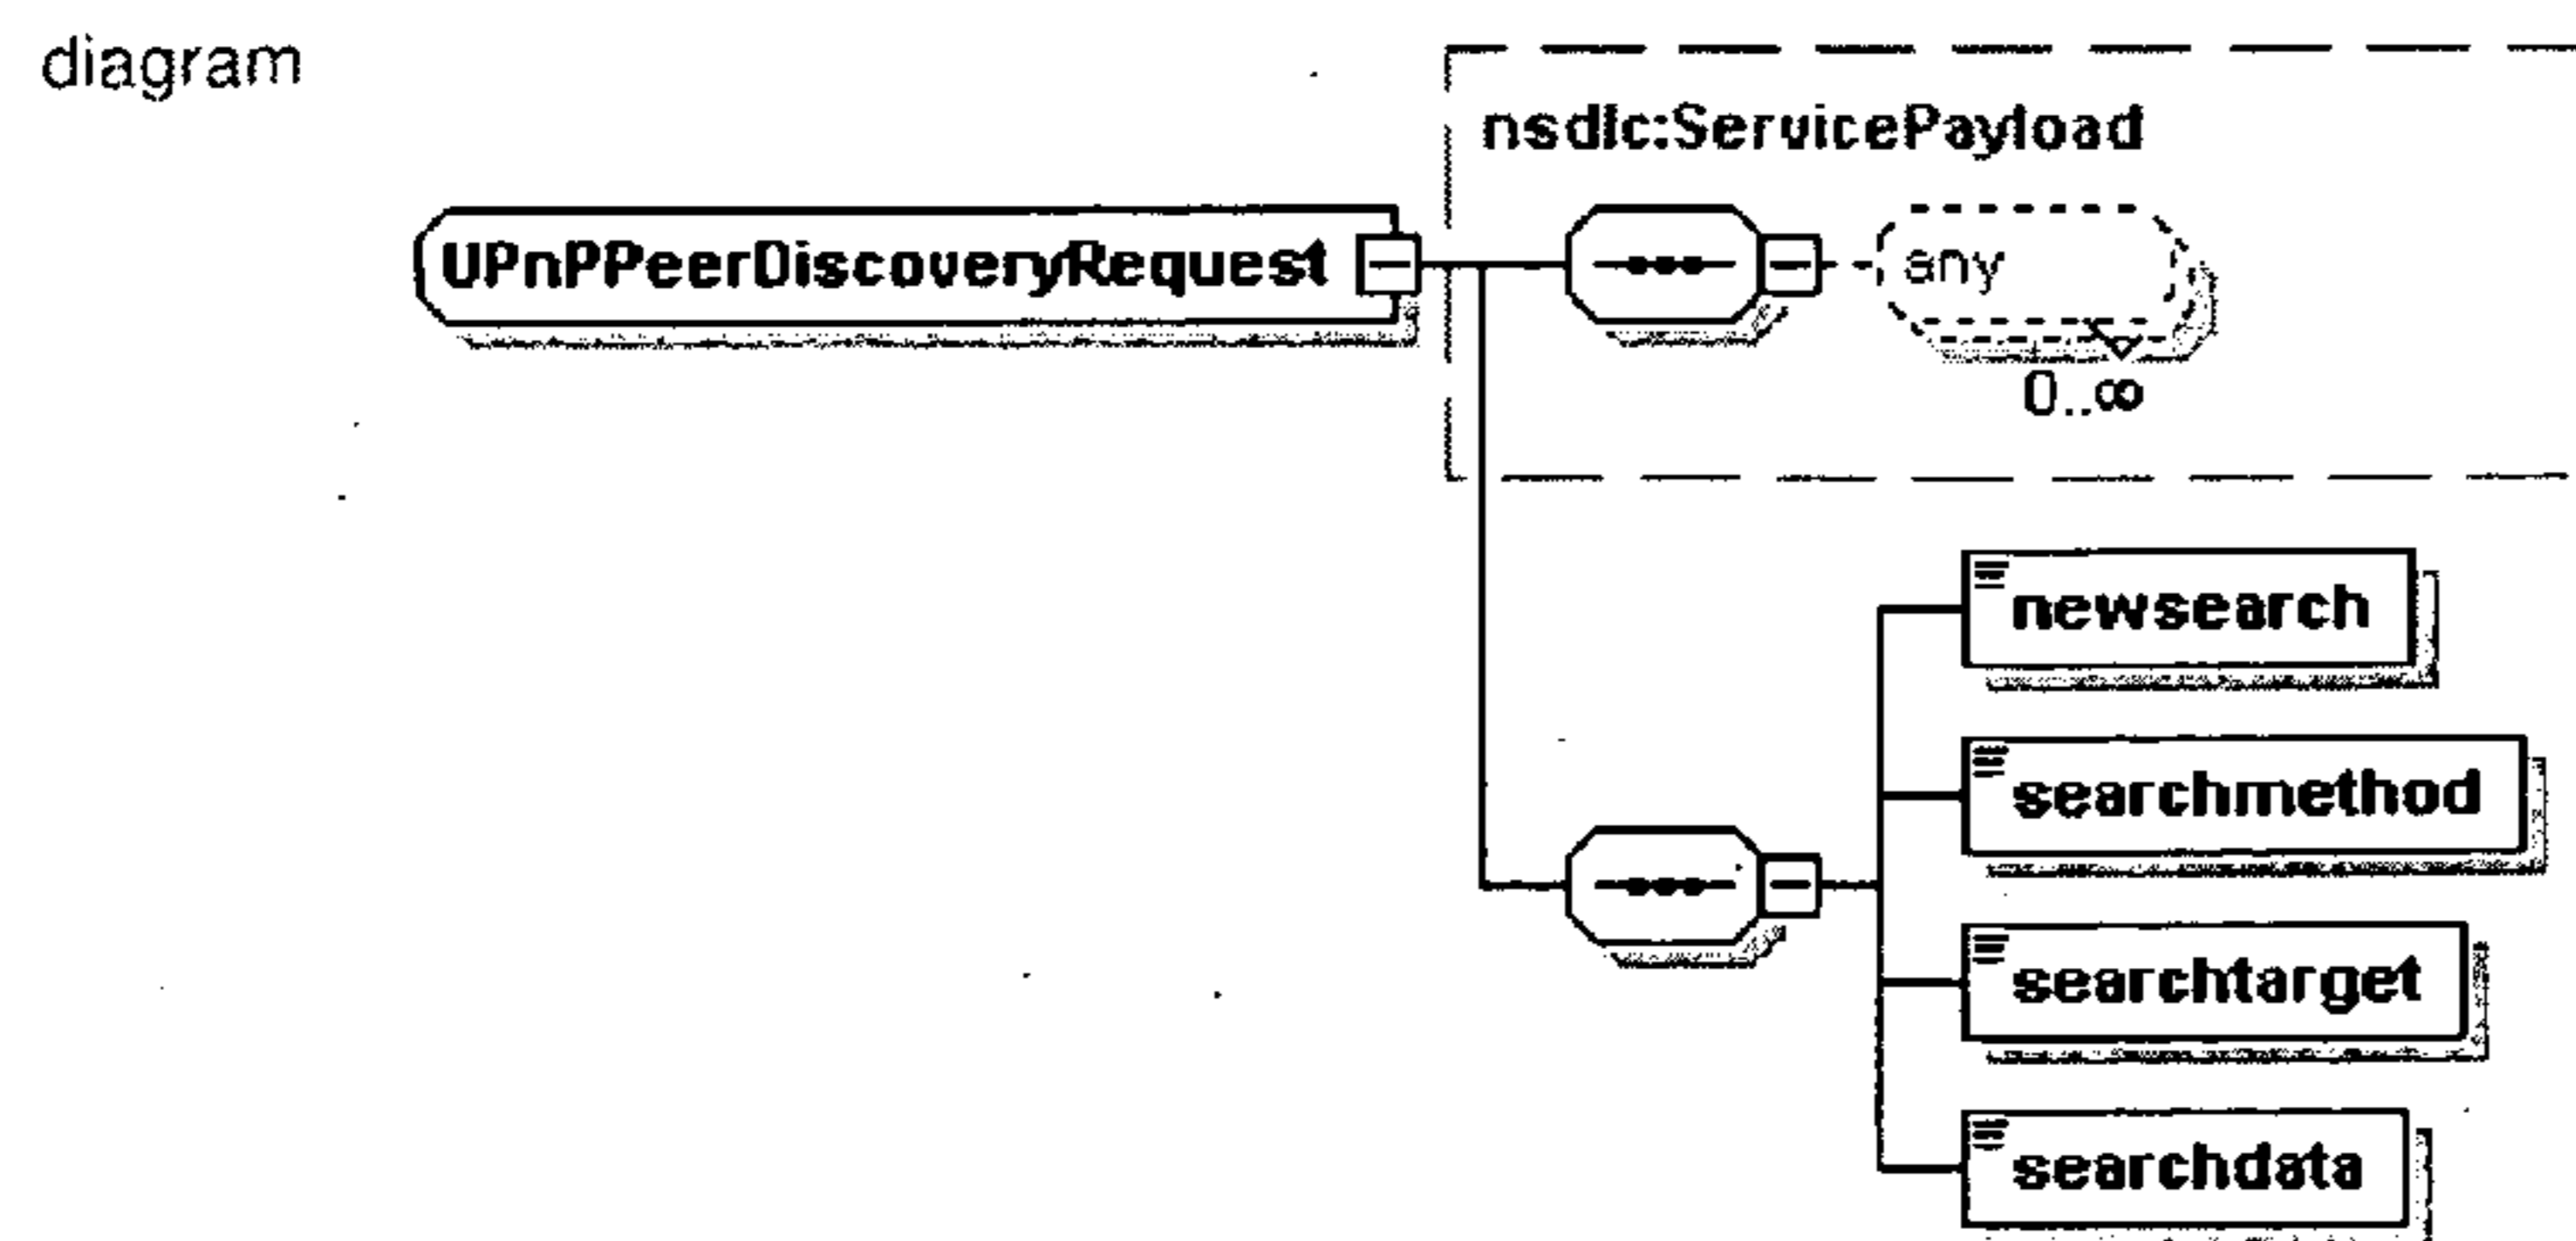 diagram
nsdlc:ServicePayload
UPnPPeerDiscoveryRequest
any
0..∞
newsearch
searchmethod
searchtarget
searchdata